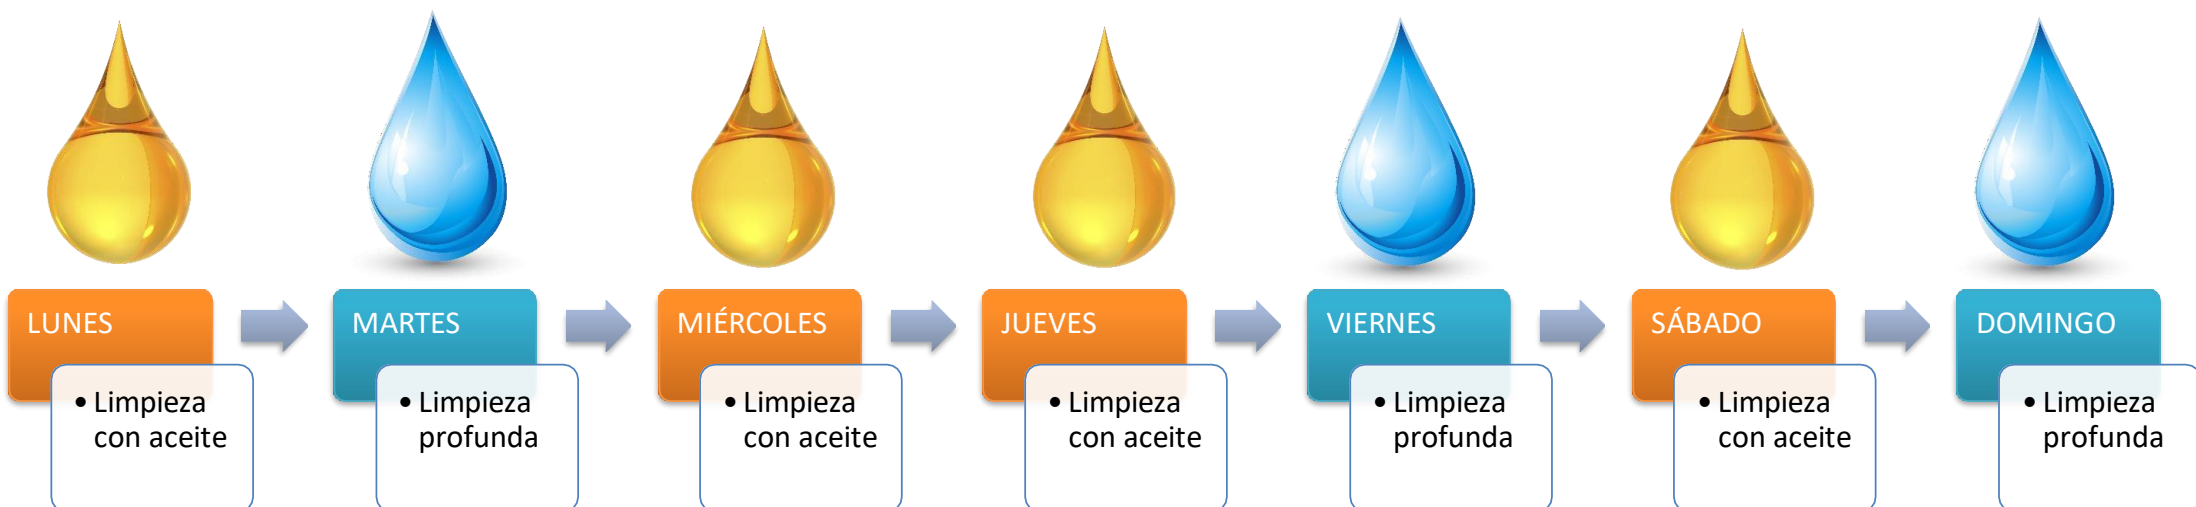 LUNES
• Limpieza
con aceite
MARTES
• Limpieza
profunda
MIÉRCOLES
• Limpieza
con aceite
JUEVES
• Limpieza
con aceite
VIERNES
• Limpieza
profunda
SÁBADO
• Limpieza
con aceite
DOMINGO
• Limpieza
profunda